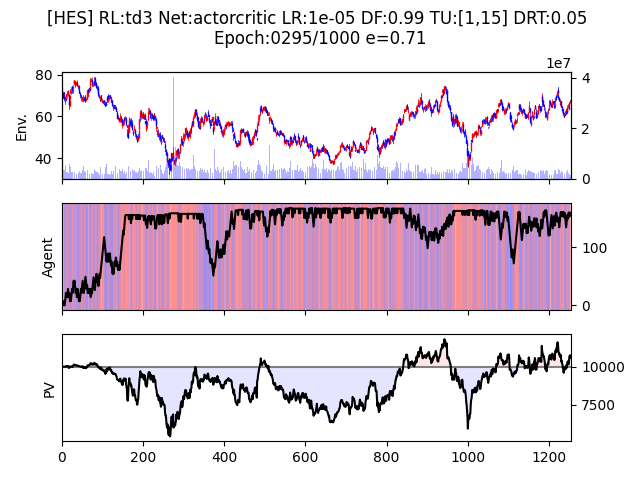 [HES] RL:td3 Net:actorcritic LR:1e-05 DF:0.99 TU:[1,15] DRT:0.05
Epoch:0295/1000 e=0.71
1e7
80
60
40
Env.
4
2
0
Agent
100
0
PV
10000
7500
0
200
400
600
800
1000
1200